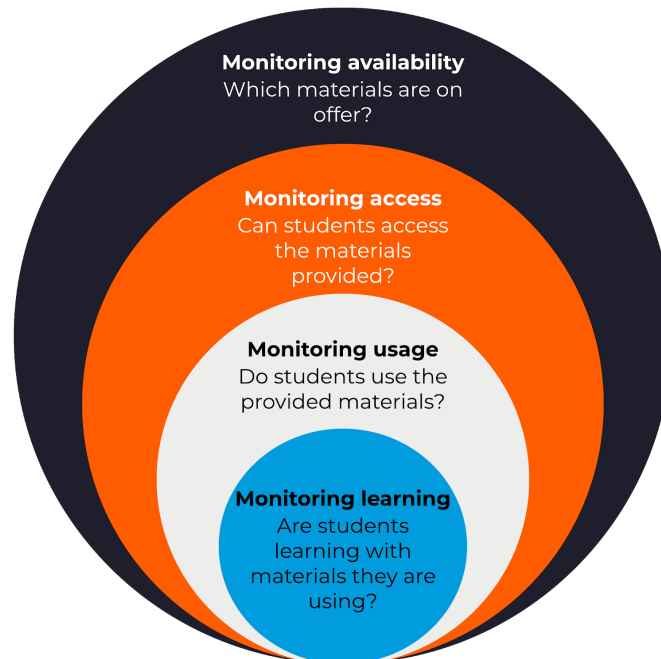 Monitoring availability
Which materials are on
offer?
Monitoring access
Can students access
the materials
provided?
Monitoring usage
Do students use the
provided materials?
Monitoring learning
Are students
learning with
materials they are
using?